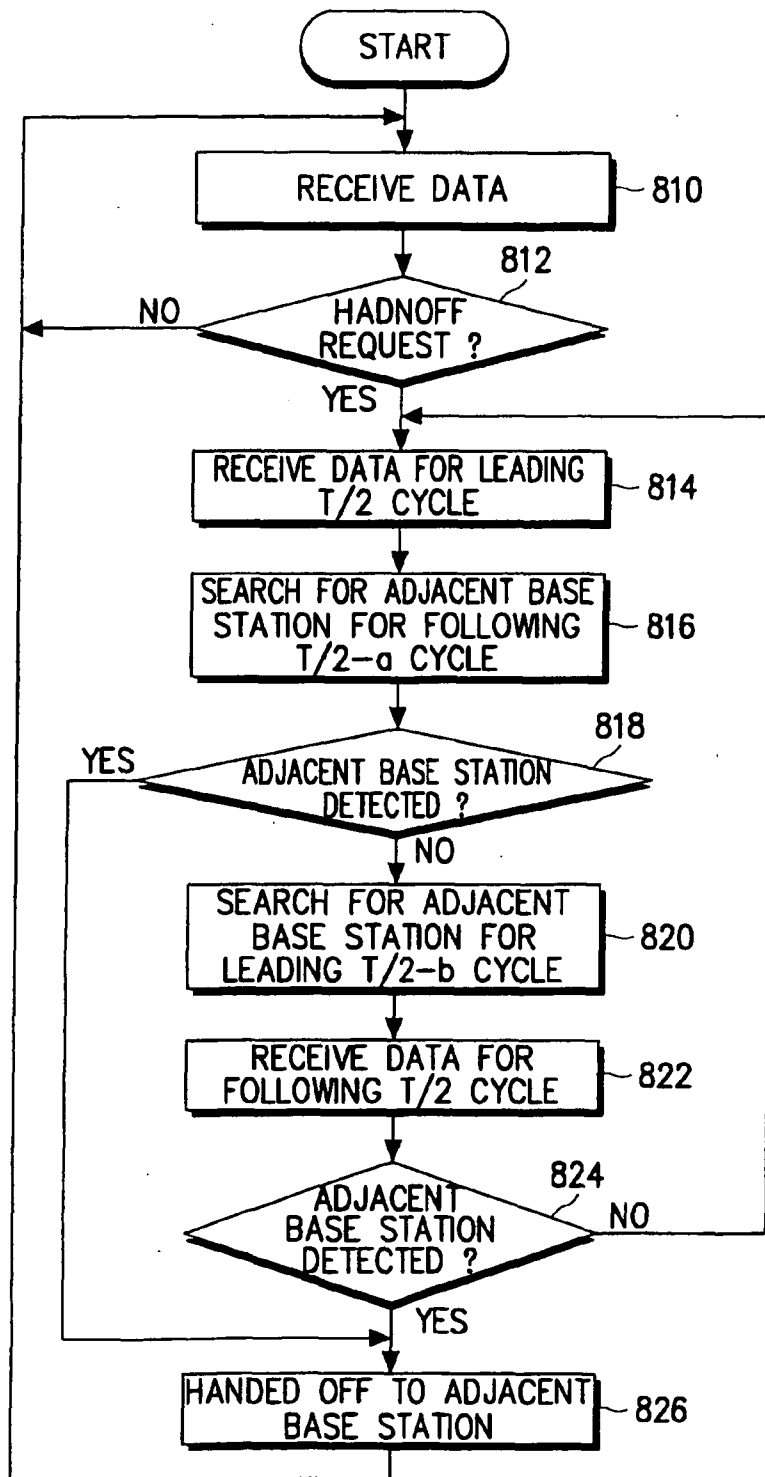 START
RECEIVE DATA
810
812
HADNOFF
REQUEST ?
NO
YES
RECEIVE DATA FOR LEADING
T/2 CYCLE
814
SEARCH FOR ADJACENT BASE
STATION FOR FOLLOWING
T/2-a CYCLE
816
818
YES
ADJACENT BASE STATION
DETECTED ?
NO
SEARCH FOR ADJACENT
BASE STATION FOR
LEADING T/2-b CYCLE
820
RECEIVE DATA FOR
FOLLOWING T/2 CYCLE
822
824
ADJACENT
BASE STATION
DETECTED ?
NO
YES
HANDED OFF TO ADJACENT
BASE STATION
826